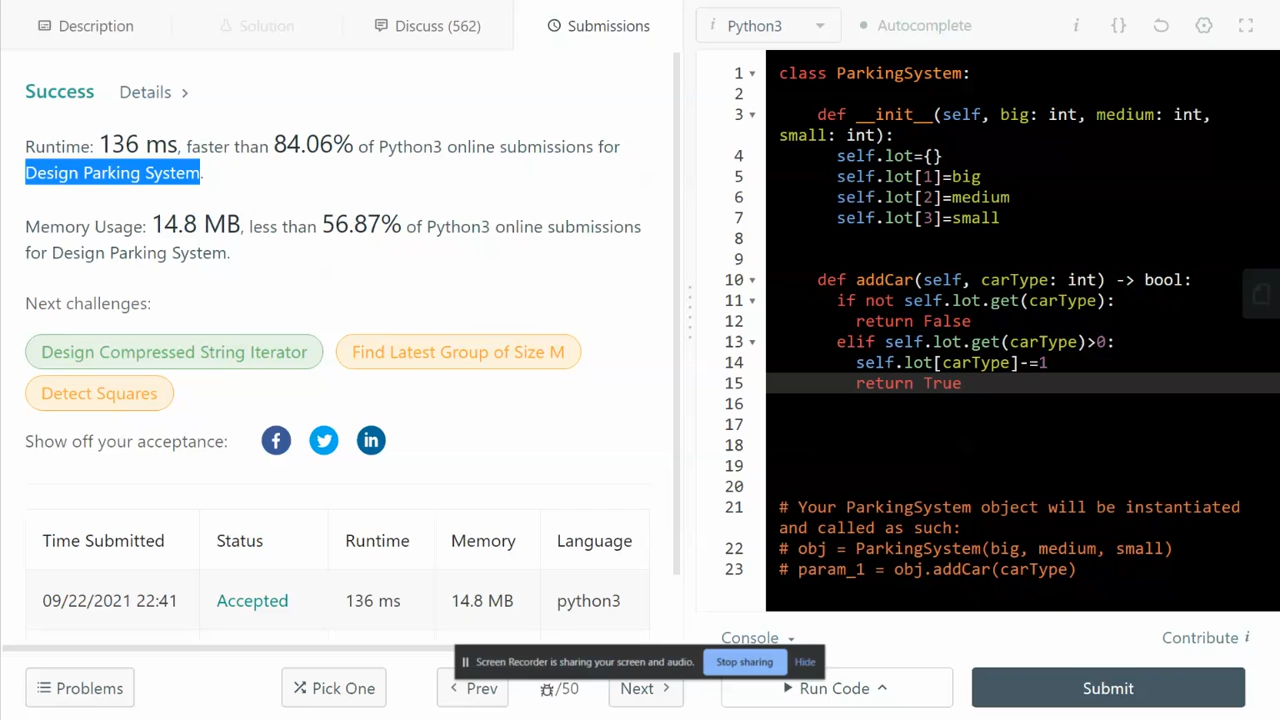 Description
Solution
Discuss (562)
Submissions
i Python3
Autocomplete
i {}
Success Details >
Runtime: 136 ms, faster than 84.06% of Python3 online submissions for
Design Parking System.
Memory Usage: 14.8 MB, less than 56.87% of Python3 online submissions
for Design Parking System.
Next challenges:
Design Compressed String Iterator
Find Latest Group of Size M
Detect Squares
Show off your acceptance:
Time Submitted Status Runtime Memory Language
09/22/2021 22:41 Accepted 136 ms 14.8 MB python3
1 class ParkingSystem:
2
3 def __init__(self, big: int, medium: int,
small: int):
4 self.lot={}
5 self.lot[1]=big
6 self.lot[2]=medium
7 self.lot[3]=small
8
9
10 def addCar(self, carType: int) -> bool:
11 if not self.lot.get(carType):
12 return False
13 elif self.lot.get(carType)>0:
14 self.lot[carType]-=1
15 return True
16
17
18
19
20
21 # Your ParkingSystem object will be instantiated
and called as such:
22 # obj = ParkingSystem(big, medium, small)
23 # param_1 = obj.addCar(carType)
Console
Contribute i
Screen Recorder is sharing your screen and audio. Stop sharing Hide
Problems
Pick One
< Prev
/50
Next >
Run Code
Submit